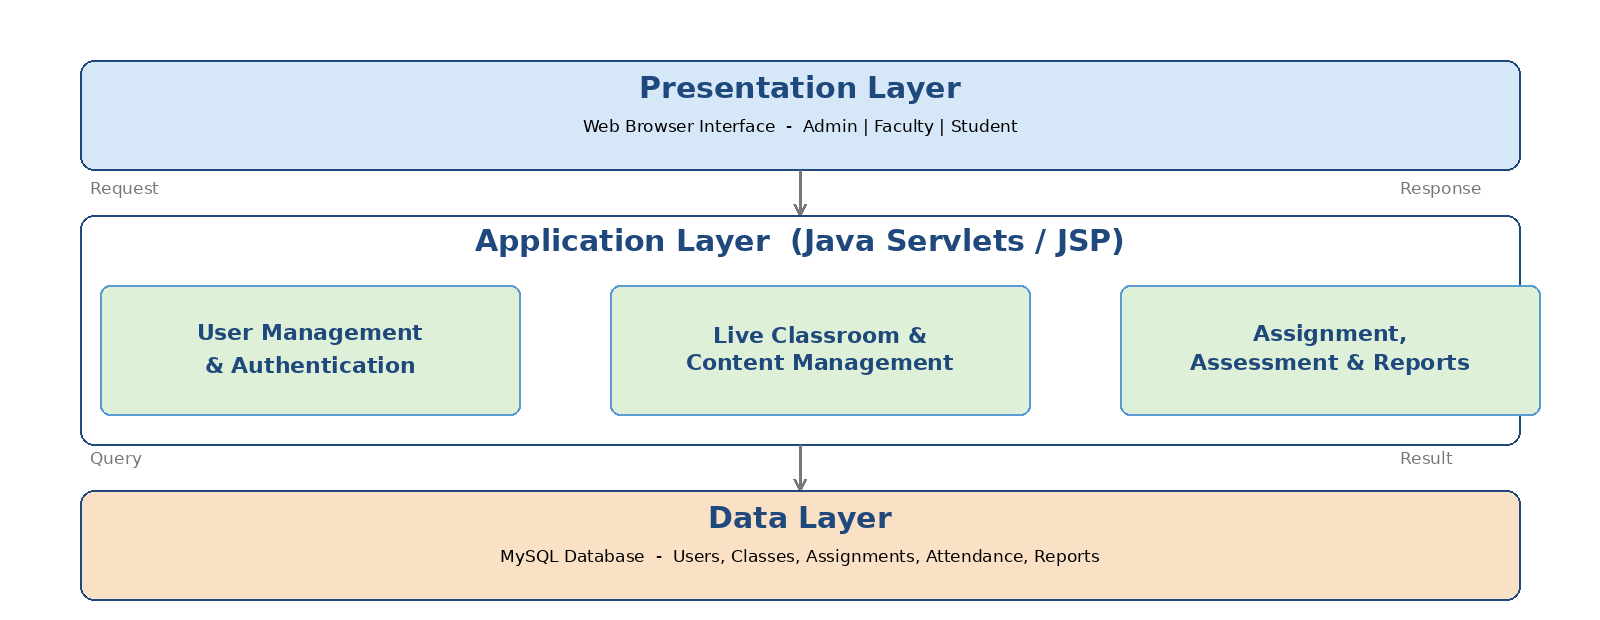 Presentation Layer
Web Browser Interface  -  Admin | Faculty | Student
Request
Response
Application Layer  (Java Servlets / JSP)
User Management
& Authentication
Live Classroom &
Content Management
Assignment,
Assessment & Reports
Query
Result
Data Layer
MySQL Database  -  Users, Classes, Assignments, Attendance, Reports